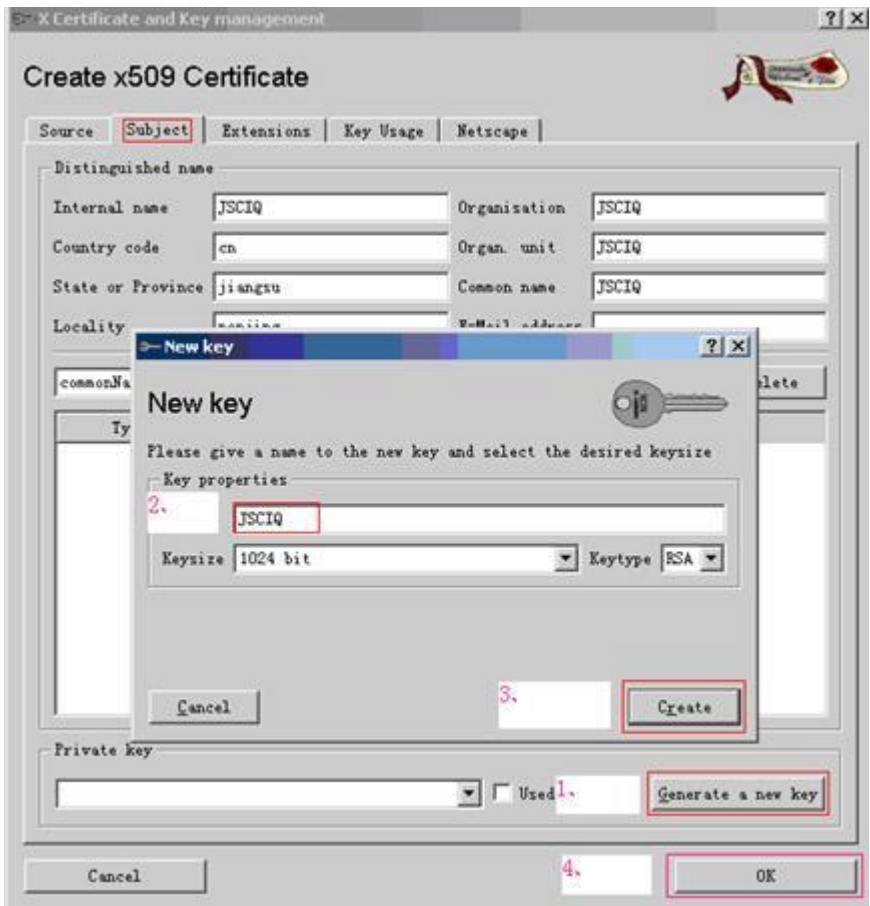 X Certificate and Key management
Create x509 Certificate
Source Subject Extensions Key Usage Netscape
Distinguished name
Internal name JSCIQ Organisation JSCIQ
Country code cn Organ. unit JSCIQ
State or Province jiangsu Common name JSCIQ
Locality
New key
New key
Please give a name to the new key and select the desired keysize
Key properties
2、 JSCIQ
Keysize 1024 bit Keytype RSA
Cancel 3、 Create
Private key
Used 1、 Generate a new key
Cancel 4、 OK